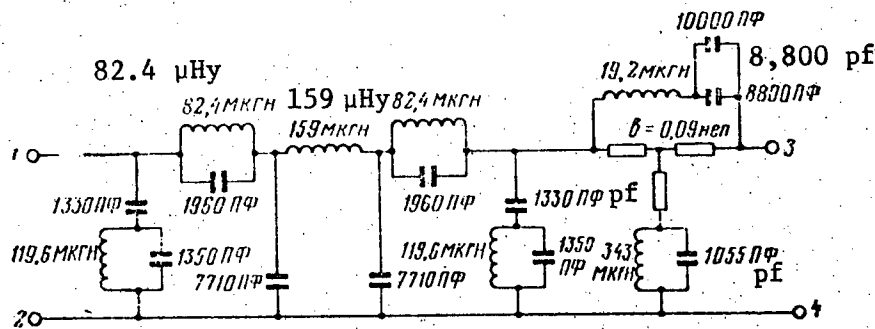 10000 ПФ
82.4 µHy
8,800 pf
19,2 мкгн
82,4 мкгн
159 µHy
82,4 мкгн
8800 ПФ
159 мкгн
в = 0,09 неп
1
3
1330 ПФ
1960 ПФ
1960 ПФ
1330 ПФ
pf
119,6 мкгн
1350 ПФ
7710 ПФ
7710 ПФ
119,6 мкгн
1350 ПФ
343 мкгн
1055 ПФ
pf
2
4